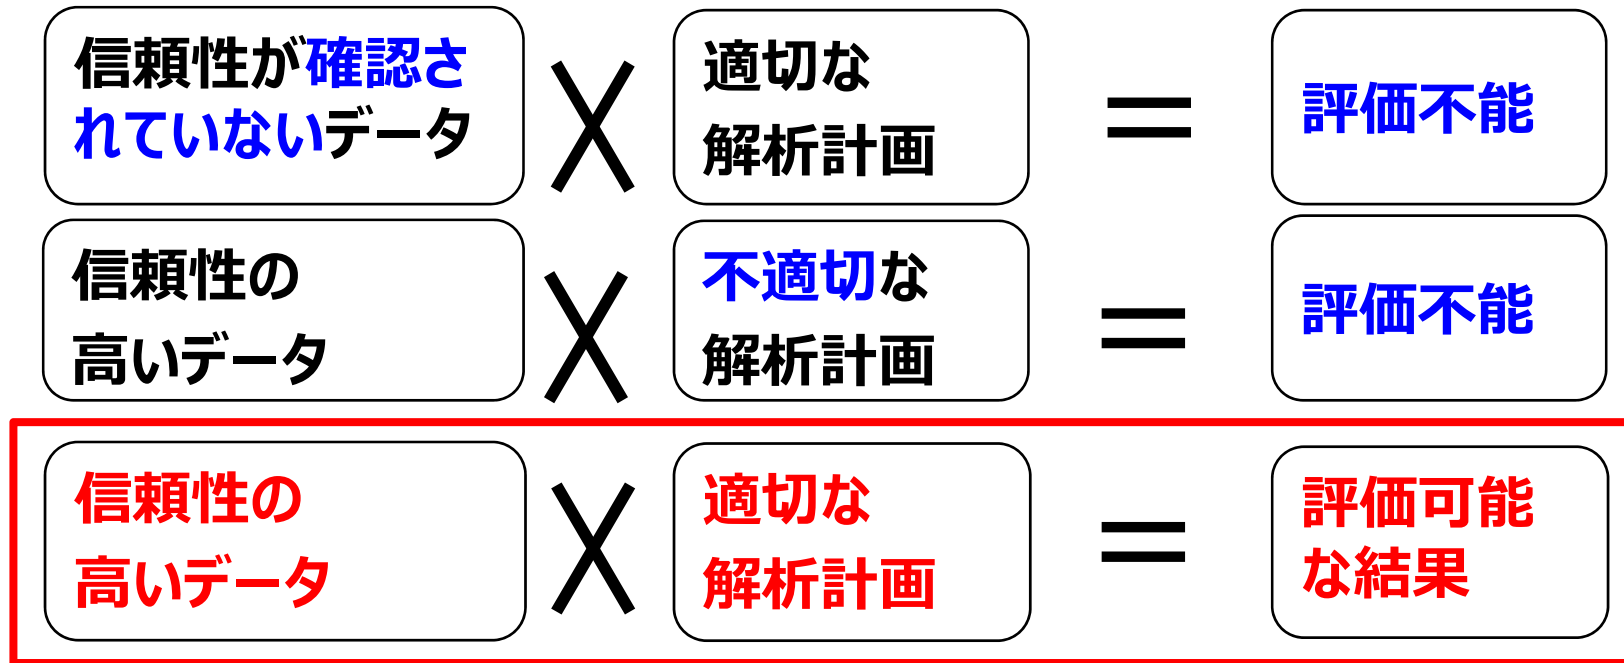 信頼性が確認さ
れていないデータ
×
適切な
解析計画
＝
評価不能
信頼性の
高いデータ
×
不適切な
解析計画
＝
評価不能
信頼性の
高いデータ
×
適切な
解析計画
＝
評価可能
な結果